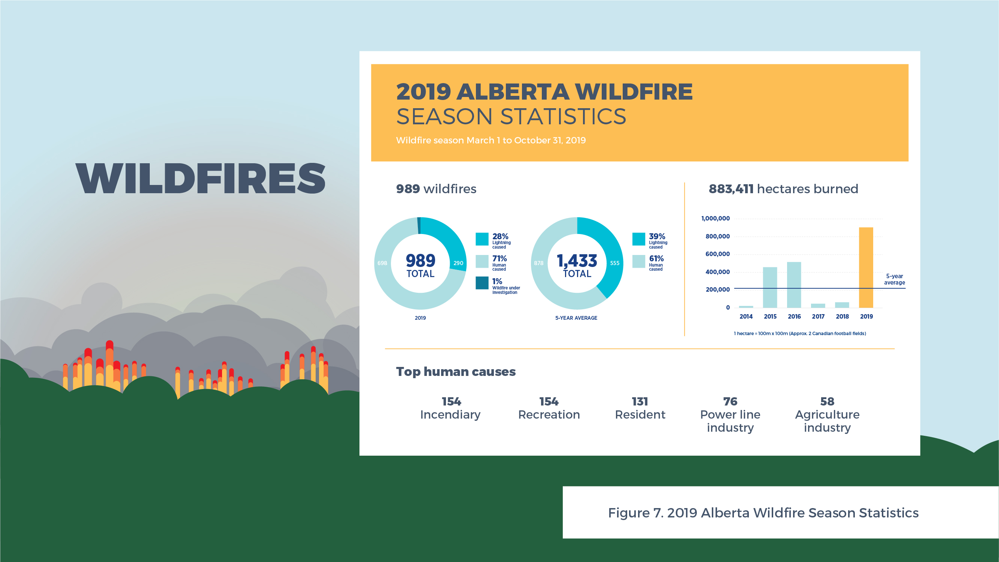 WILDFIRES
2019 ALBERTA WILDFIRE
SEASON STATISTICS
Wildfire season March 1 to October 31, 2019
989 wildfires
698
989
TOTAL
290
2019
28%
Lightning
caused
71%
Human
caused
1%
Wildfire under
investigation
878
1,433
TOTAL
555
5-YEAR AVERAGE
39%
Lightning
caused
61%
Human
caused
883,411 hectares burned
1,000,000
800,000
600,000
400,000
200,000
0
5-year
average
2014 2015 2016 2017 2018 2019
1 hectare = 100m x 100m (Approx. 2 Canadian football fields)
Top human causes
154
Incendiary
154
Recreation
131
Resident
76
Power line
industry
58
Agriculture
industry
Figure 7. 2019 Alberta Wildfire Season Statistics